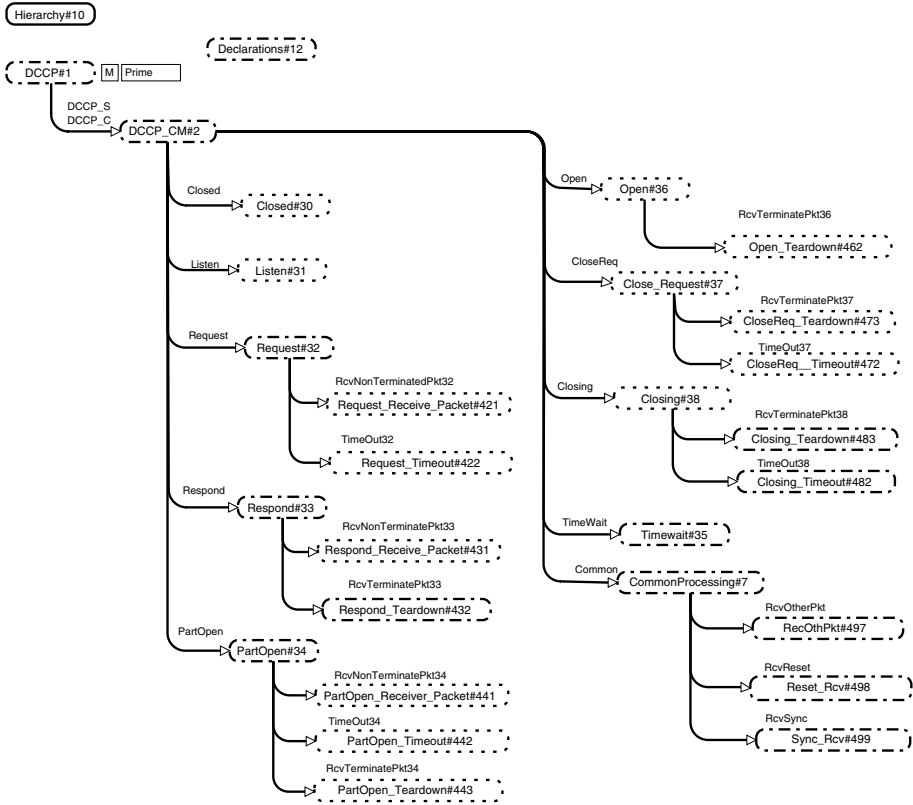 Hierarchy#10
Declarations#12
DCCP#1
M
Prime
DCCP_S
DCCP_C
DCCP_CM#2
Closed
Closed#30
Listen
Listen#31
Request
Request#32
RcvNonTerminatedPkt32
Request_Receive_Packet#421
TimeOut32
Request_Timeout#422
Respond
Respond#33
RcvNonTerminatePkt33
Respond_Receive_Packet#431
RcvTerminatePkt33
Respond_Teardown#432
PartOpen
PartOpen#34
RcvNonTerminatePkt34
PartOpen_Receiver_Packet#441
TimeOut34
PartOpen_Timeout#442
RcvTerminatePkt34
PartOpen_Teardown#443
Open
Open#36
RcvTerminatePkt36
Open_Teardown#462
CloseReq
Close_Request#37
RcvTerminatePkt37
CloseReq_Teardown#473
TimeOut37
CloseReq__Timeout#472
Closing
Closing#38
RcvTerminatePkt38
Closing_Teardown#483
TimeOut38
Closing_Timeout#482
TimeWait
Timewait#35
Common
CommonProcessing#7
RcvOtherPkt
RecOthPkt#497
RcvReset
Reset_Rcv#498
RcvSync
Sync_Rcv#499